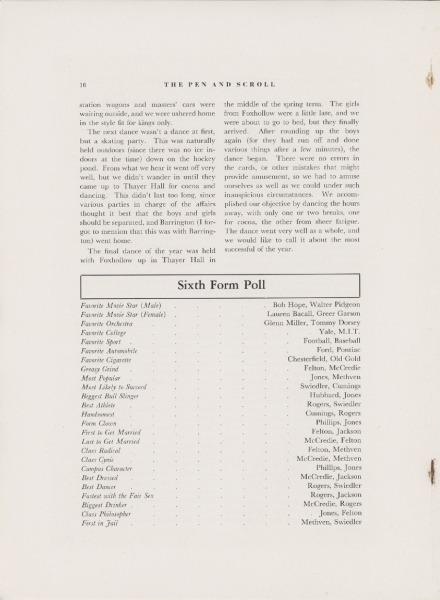 16
THE PEN AND SCROLL
station wagons and masters' cars were
waiting outside, and we were ushered home
in the style fit for kings only.
The next dance wasn't a dance at first,
but a skating party. This was naturally
held outdoors (since there was no ice in-
doors at the time) down on the hockey
pond. From what we hear it went off very
well, but we didn't wander in until they
came up to Thayer Hall for cocoa and
dancing. This didn't last too long, since
various parties in charge of the affairs
thought it best that the boys and girls
should be separated, and Barrington (I for-
got to mention that this was with Barring-
ton) went home.
The final dance of the year was held
with Foxhollow up in Thayer Hall in
the middle of the spring term. The girls
from Foxhollow were a little late, and we
were about to go to bed, but they finally
arrived. After rounding up the boys
again (for they had run off and done
various things after a few minutes), the
dance began. There were no errors in
the cards, or other mistakes that might
provide amusement, so we had to amuse
ourselves as well as we could under such
inauspicious circumstances. We accom-
plished our objective by dancing the hours
away, with only one or two breaks, one
for cocoa, the other from sheer fatigue.
The dance went very well as a whole, and
we would like to call it about the most
successful of the year.
Sixth Form Poll
Favorite Movie Star (Male) . . . . . Bob Hope, Walter Pidgeon
Favorite Movie Star (Female) . . . . . Lauren Bacall, Greer Garson
Favorite Orchestra . . . . . Glenn Miller, Tommy Dorsey
Favorite College . . . . . Yale, M.I.T.
Favorite Sport . . . . . Football, Baseball
Favorite Automobile . . . . . Ford, Pontiac
Favorite Cigarette . . . . . Chesterfield, Old Gold
Greasy Grind . . . . . Felton, McCredie
Most Popular . . . . . Jones, Methven
Most Likely to Succeed . . . . . Swiedler, Cumings
Biggest Bull Slinger . . . . . Hubbard, Jones
Best Athlete . . . . . Rogers, Swiedler
Handsomest . . . . . Cumings, Rogers
Form Clown . . . . . Phillips, Jones
First to Get Married . . . . . Felton, Jackson
Last to Get Married . . . . . McCredie, Felton
Class Radical . . . . . Felton, Methven
Class Cynic . . . . . McCredie, Methven
Campus Character . . . . . Phillips, Jones
Best Dressed . . . . . McCredie, Jackson
Best Dancer . . . . . Rogers, Swiedler
Fastest with the Fair Sex . . . . . Rogers, Jackson
Biggest Drinker . . . . . McCredie, Rogers
Class Philosopher . . . . . Jones, Felton
First in Jail . . . . . Methven, Swiedler